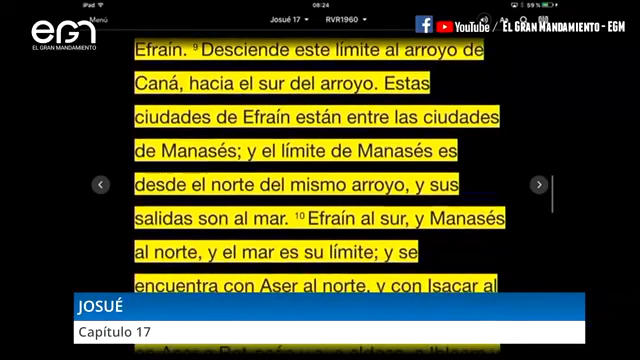 iPad
08:24
59 %
Menú
Josué 17
RVR1960
YouTube / El Gran Mandamiento - EGM
EGM
EL GRAN MANDAMIENTO
Efraín. 9 Desciende este límite al arroyo de
Caná, hacia el sur del arroyo. Estas
ciudades de Efraín están entre las ciudades
de Manasés; y el límite de Manasés es
desde el norte del mismo arroyo, y sus
salidas son al mar. 10 Efraín al sur, y Manasés
al norte, y el mar es su límite; y se
encuentra con Aser al norte, y con Isacar al
JOSUÉ
Capítulo 17